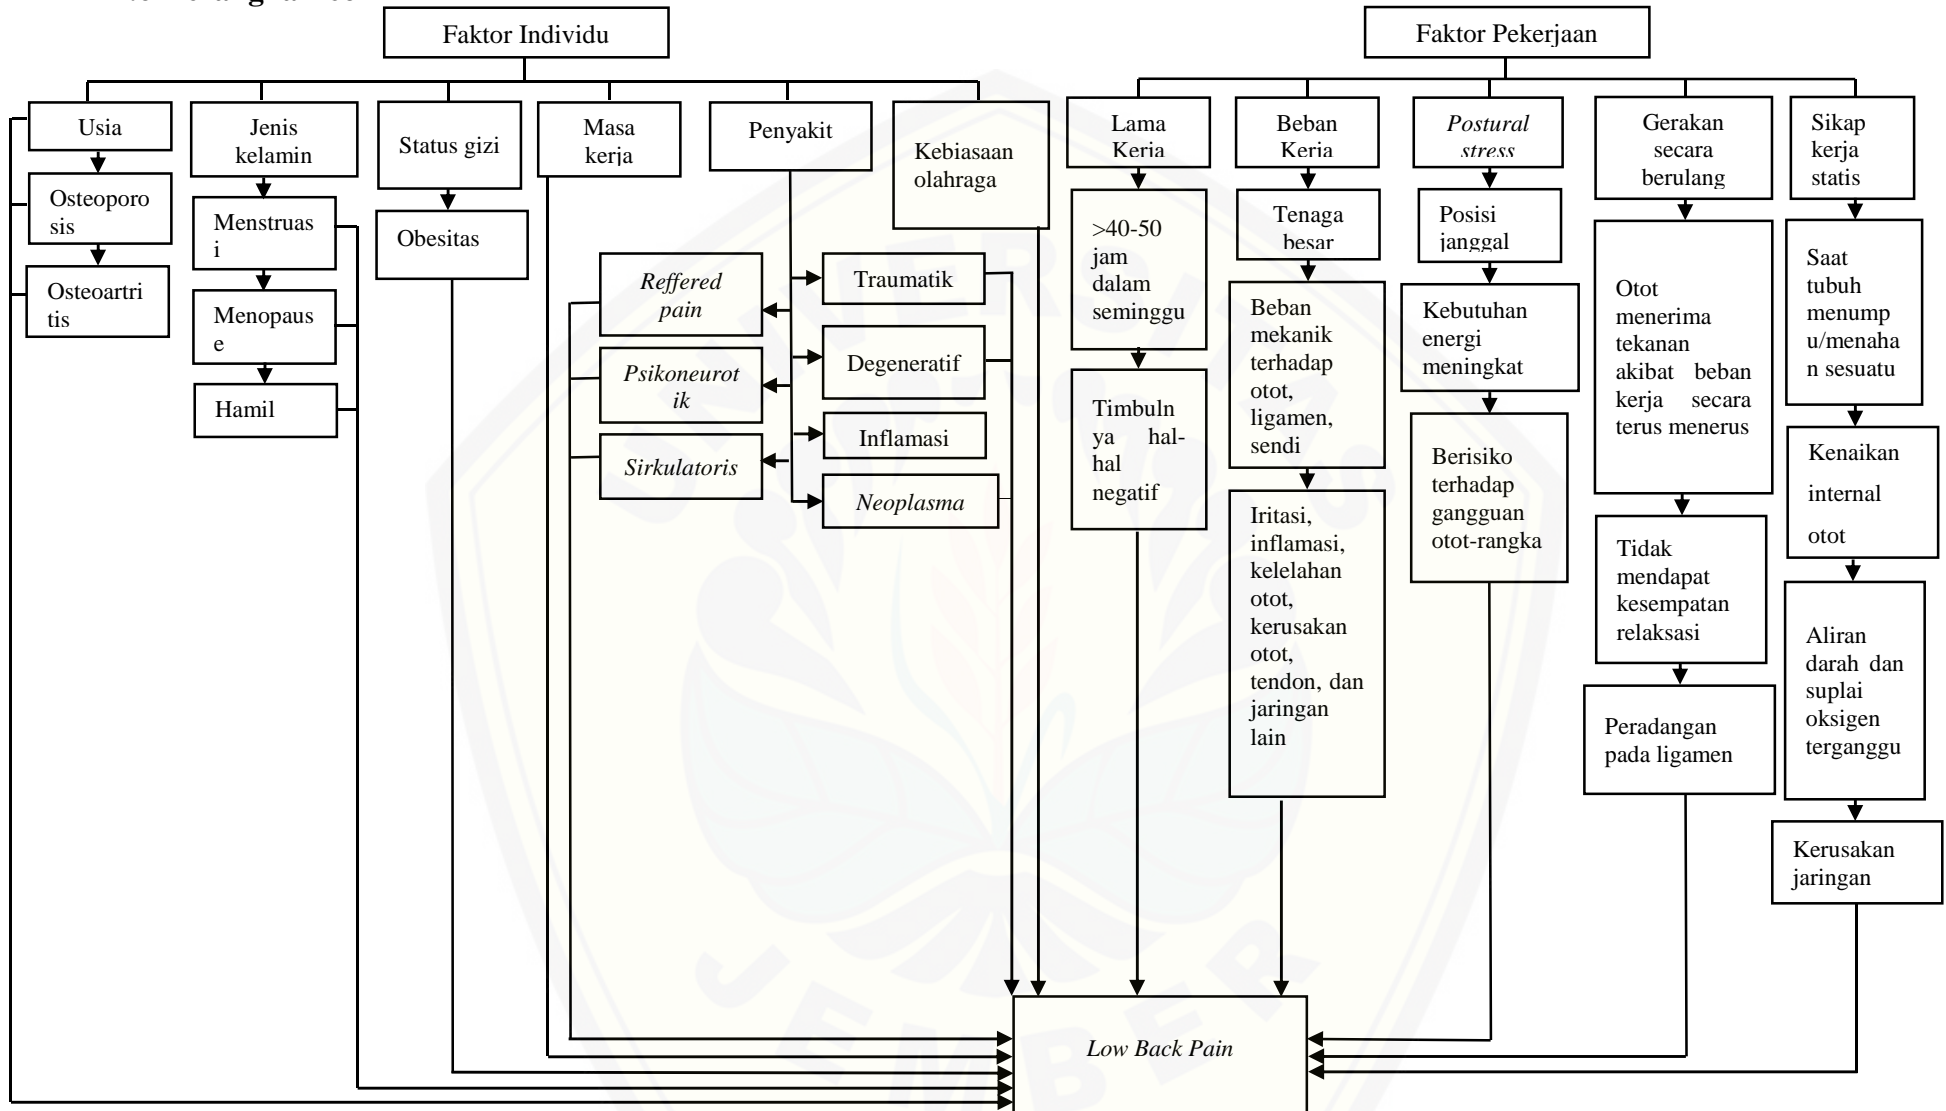 Faktor Individu
Faktor Pekerjaan
Usia
Osteoporo
sis
Osteoartri
tis
Jenis
kelamin
Menstruas
i
Menopaus
e
Hamil
Status gizi
Obesitas
Masa
kerja
Penyakit
Reffered
pain
Psikoneurot
ik
Sirkulatoris
Traumatik
Degeneratif
Inflamasi
Neoplasma
Kebiasaan
olahraga
Lama
Kerja
>40-50
jam
dalam
seminggu
Timbuln
ya hal-
hal
negatif
Beban
Kerja
Tenaga
besar
Beban
mekanik
terhadap
otot,
ligamen,
sendi
Iritasi,
inflamasi,
kelelahan
otot,
kerusakan
otot,
tendon, dan
jaringan
lain
Postural
stress
Posisi
janggal
Kebutuhan
energi
meningkat
Berisiko
terhadap
gangguan
otot-rangka
Gerakan
secara
berulang
Otot
menerima
tekanan
akibat beban
kerja secara
terus menerus
Tidak
mendapat
kesempatan
relaksasi
Peradangan
pada ligamen
Sikap
kerja
statis
Saat
tubuh
menump
u/menaha
n sesuatu
Kenaikan
internal
otot
Aliran
darah dan
suplai
oksigen
terganggu
Kerusakan
jaringan
Low Back Pain
UNIVERSITAS
JEMBER